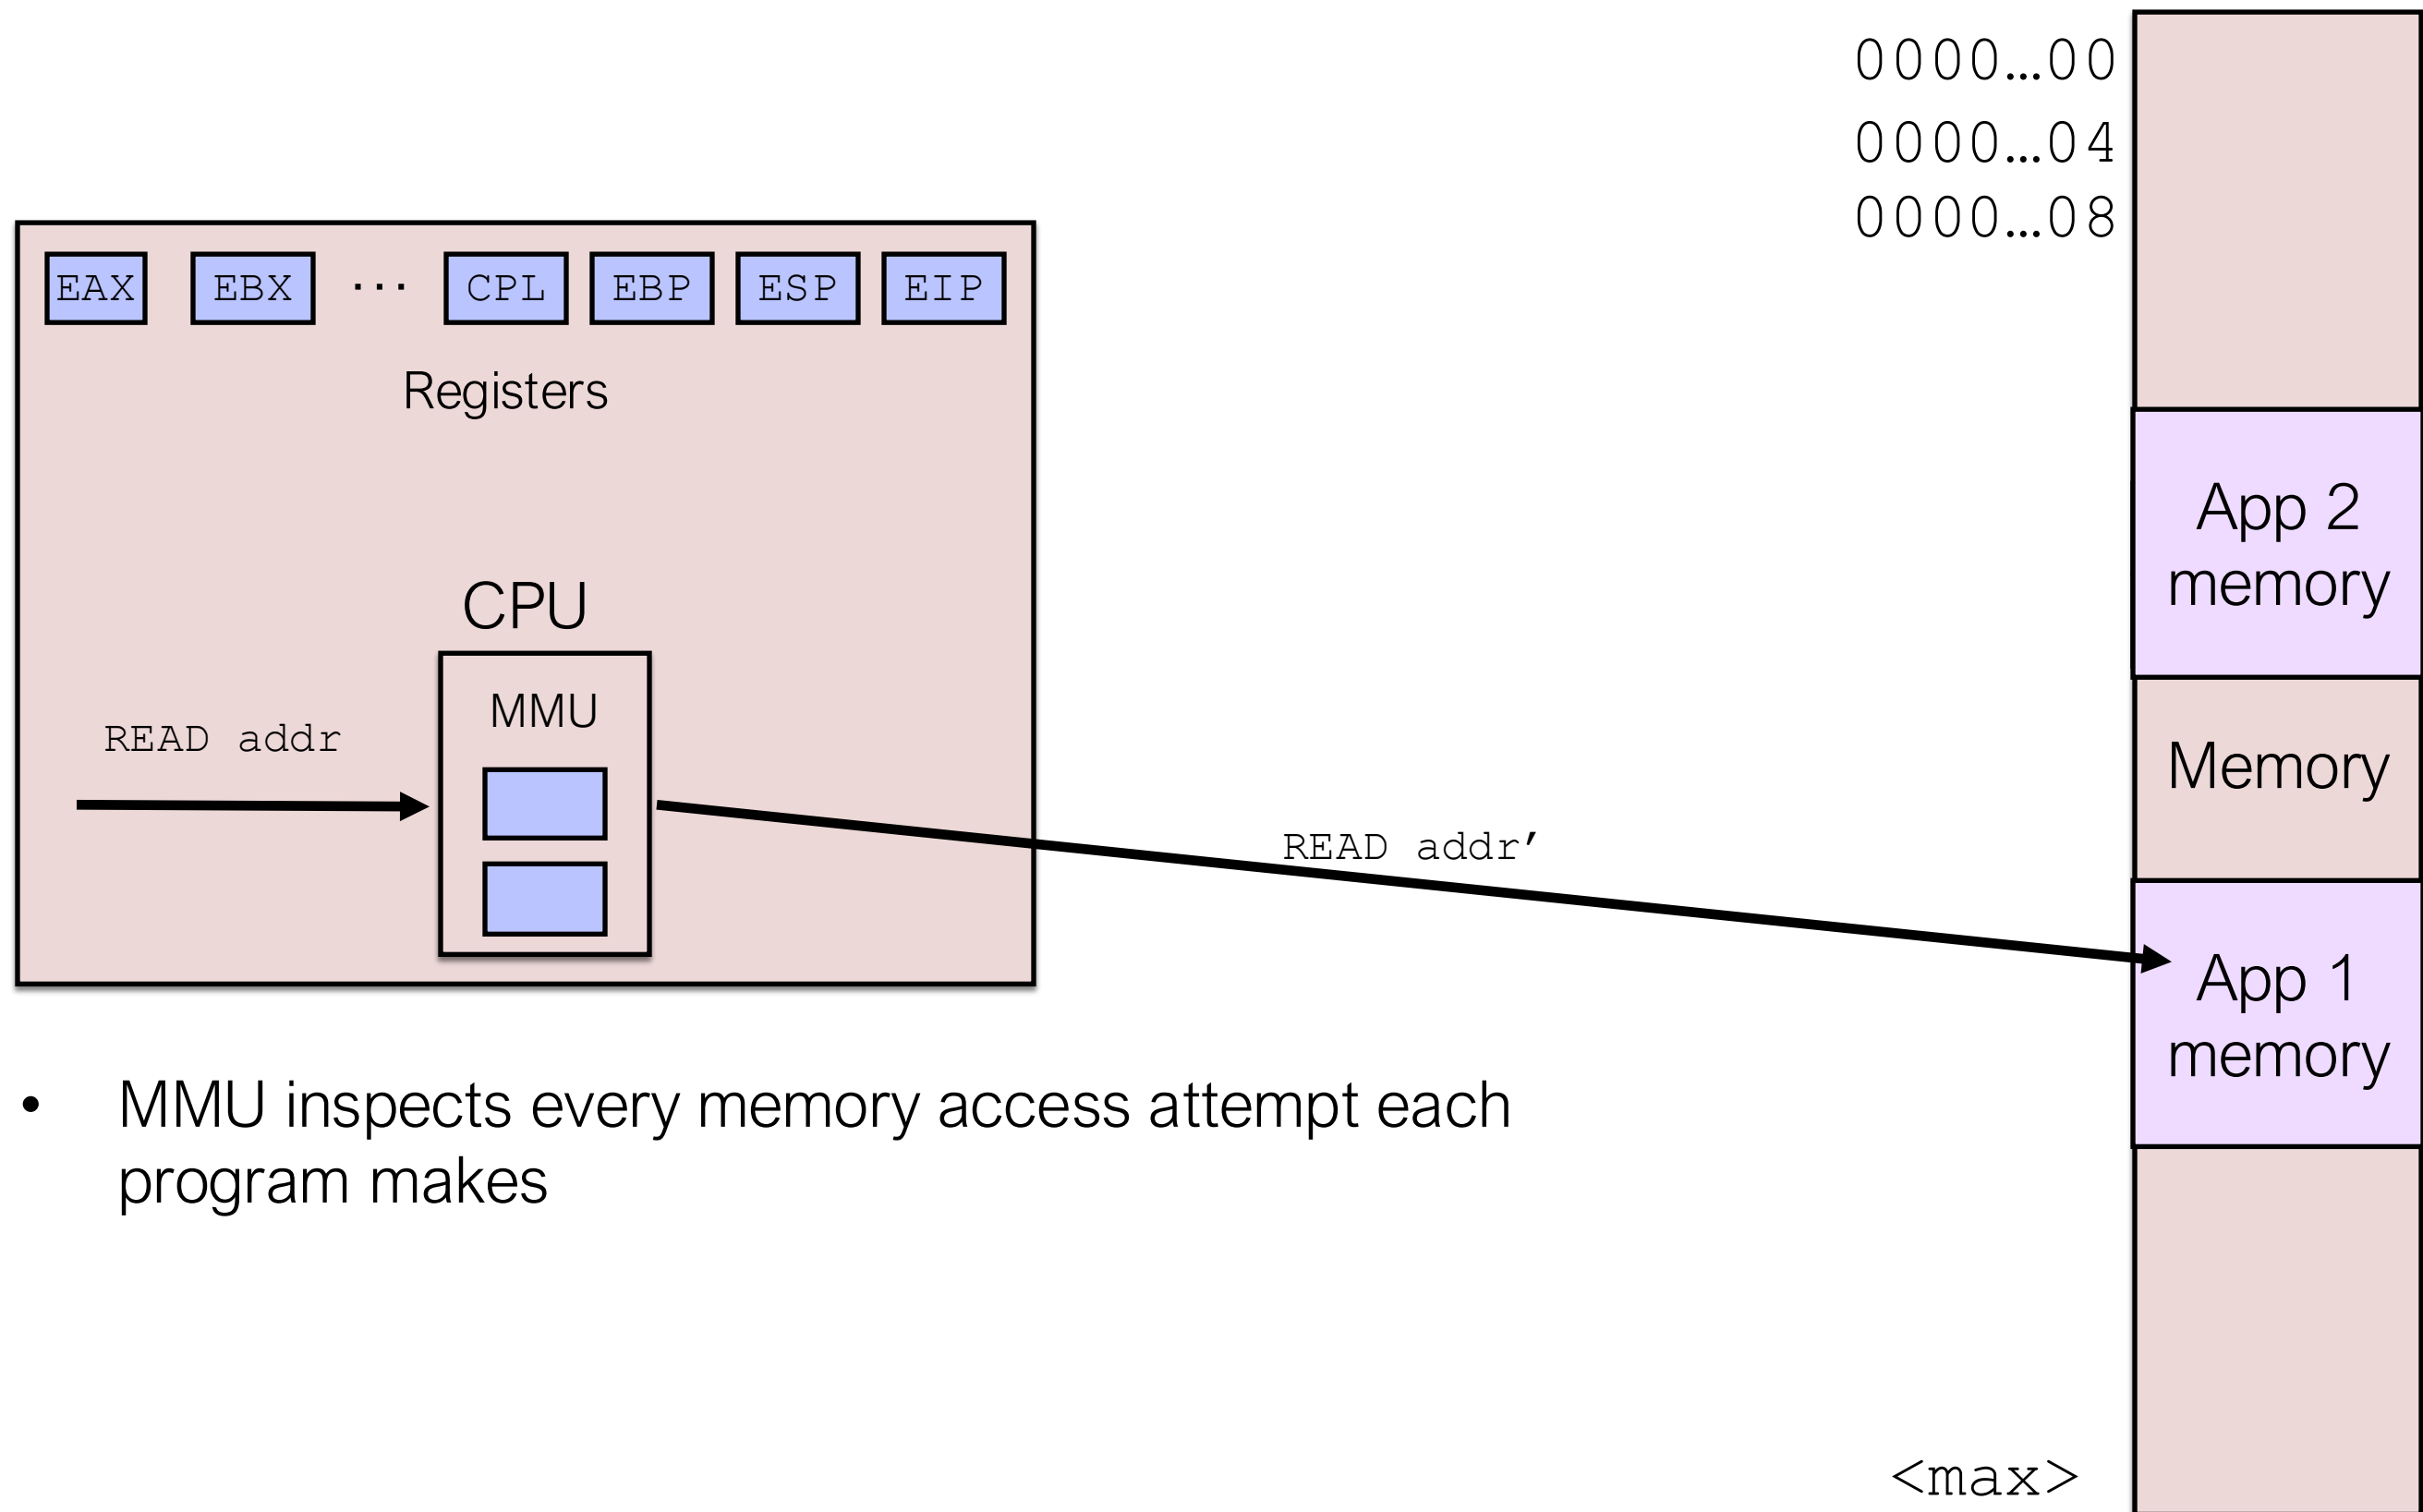 0000…00
0000…04
0000…08
EAX EBX ... CPL EBP ESP EIP
Registers
CPU
MMU
READ addr
READ addr’
App 2
memory
Memory
App 1
memory
• MMU inspects every memory access attempt each
program makes
<max>